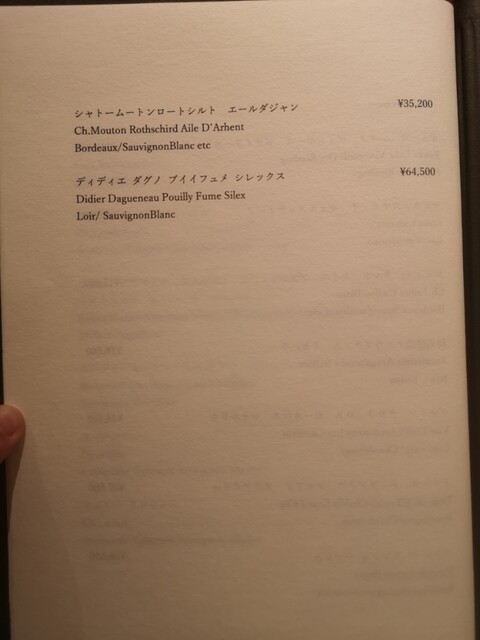 シャトームートンロートシルト　エールダジャン ¥35,200
Ch.Mouton Rothschird Aile D'Arhent
Bordeaux/SauvignonBlanc etc
ディディエ ダグノ プイイフュメ シレックス ¥64,500
Didier Dagueneau Pouilly Fume Silex
Loir/ SauvignonBlanc